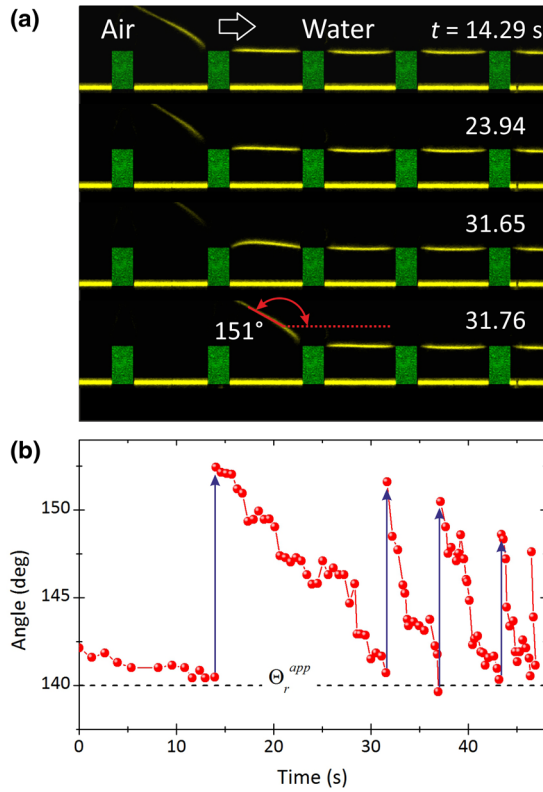 (a)
Air Water t = 14.29 s
23.94
31.65
151° 31.76
(b)
Angle (deg)
150
145
140
Θ_r^app
0 10 20 30 40
Time (s)